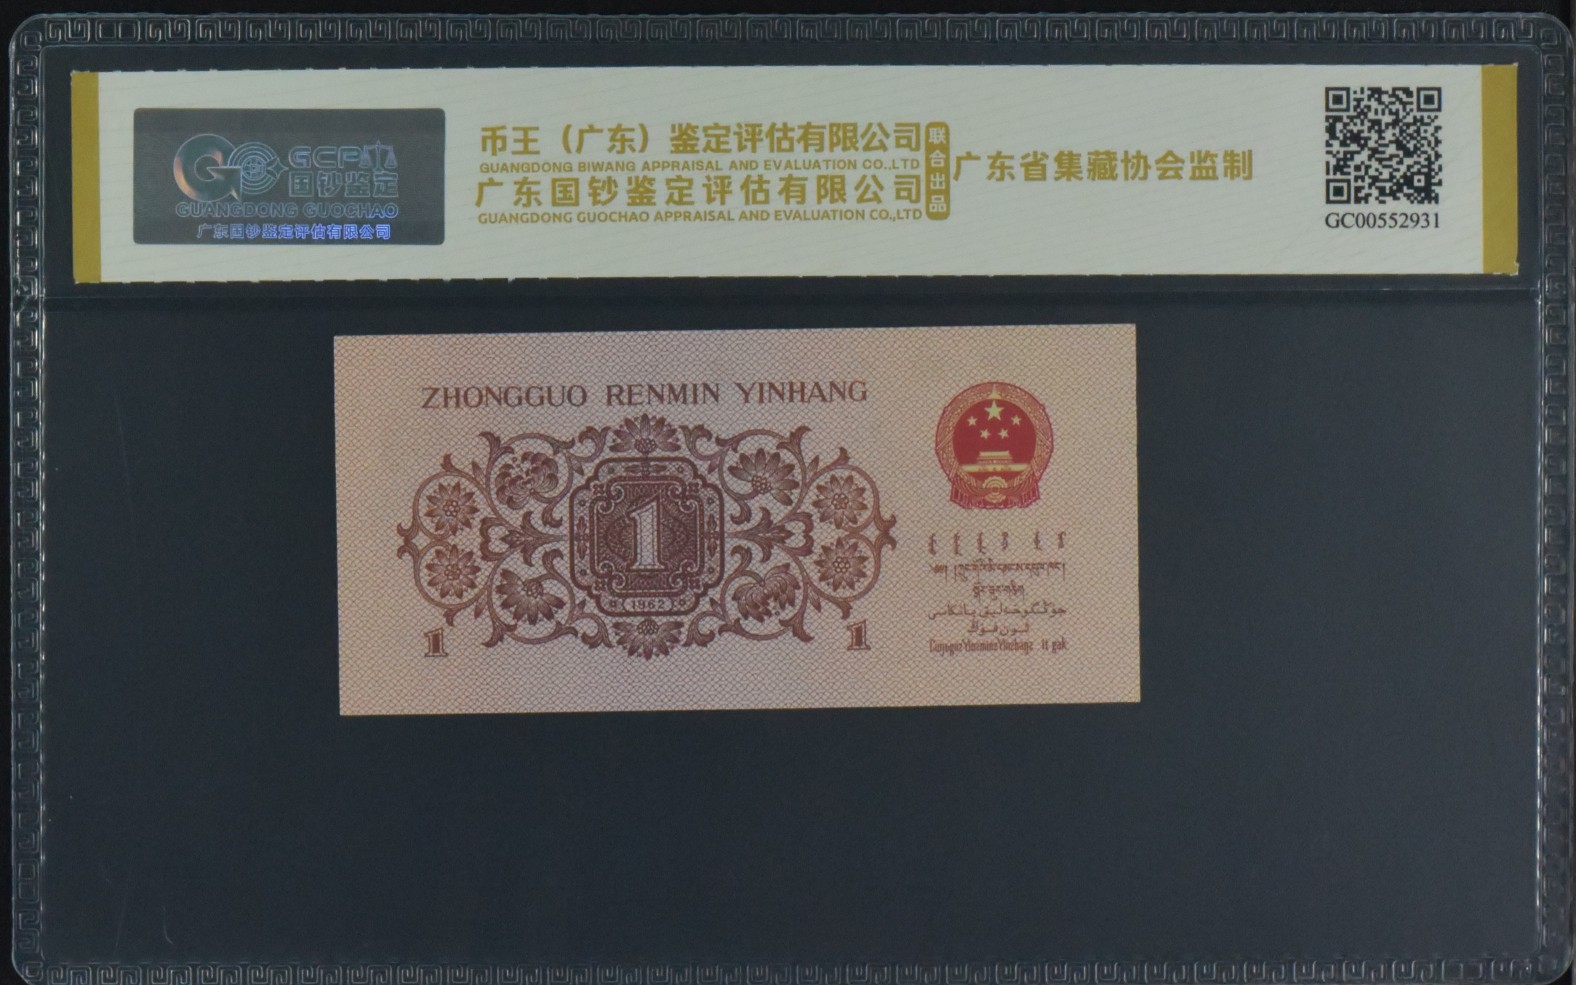 GCP
国钞鉴定
GUANGDONG GUOCHAO
广东国钞鉴定评估有限公司
币王（广东）鉴定评估有限公司
GUANGDONG BIWANG APPRAISAL AND EVALUATION CO.,LTD
广东国钞鉴定评估有限公司
GUANGDONG GUOCHAO APPRAISAL AND EVALUATION CO.,LTD
联合出品
广东省集藏协会监制
GC00552931
ZHONGGUO RENMIN YINHANG
1
(1962)
1
1